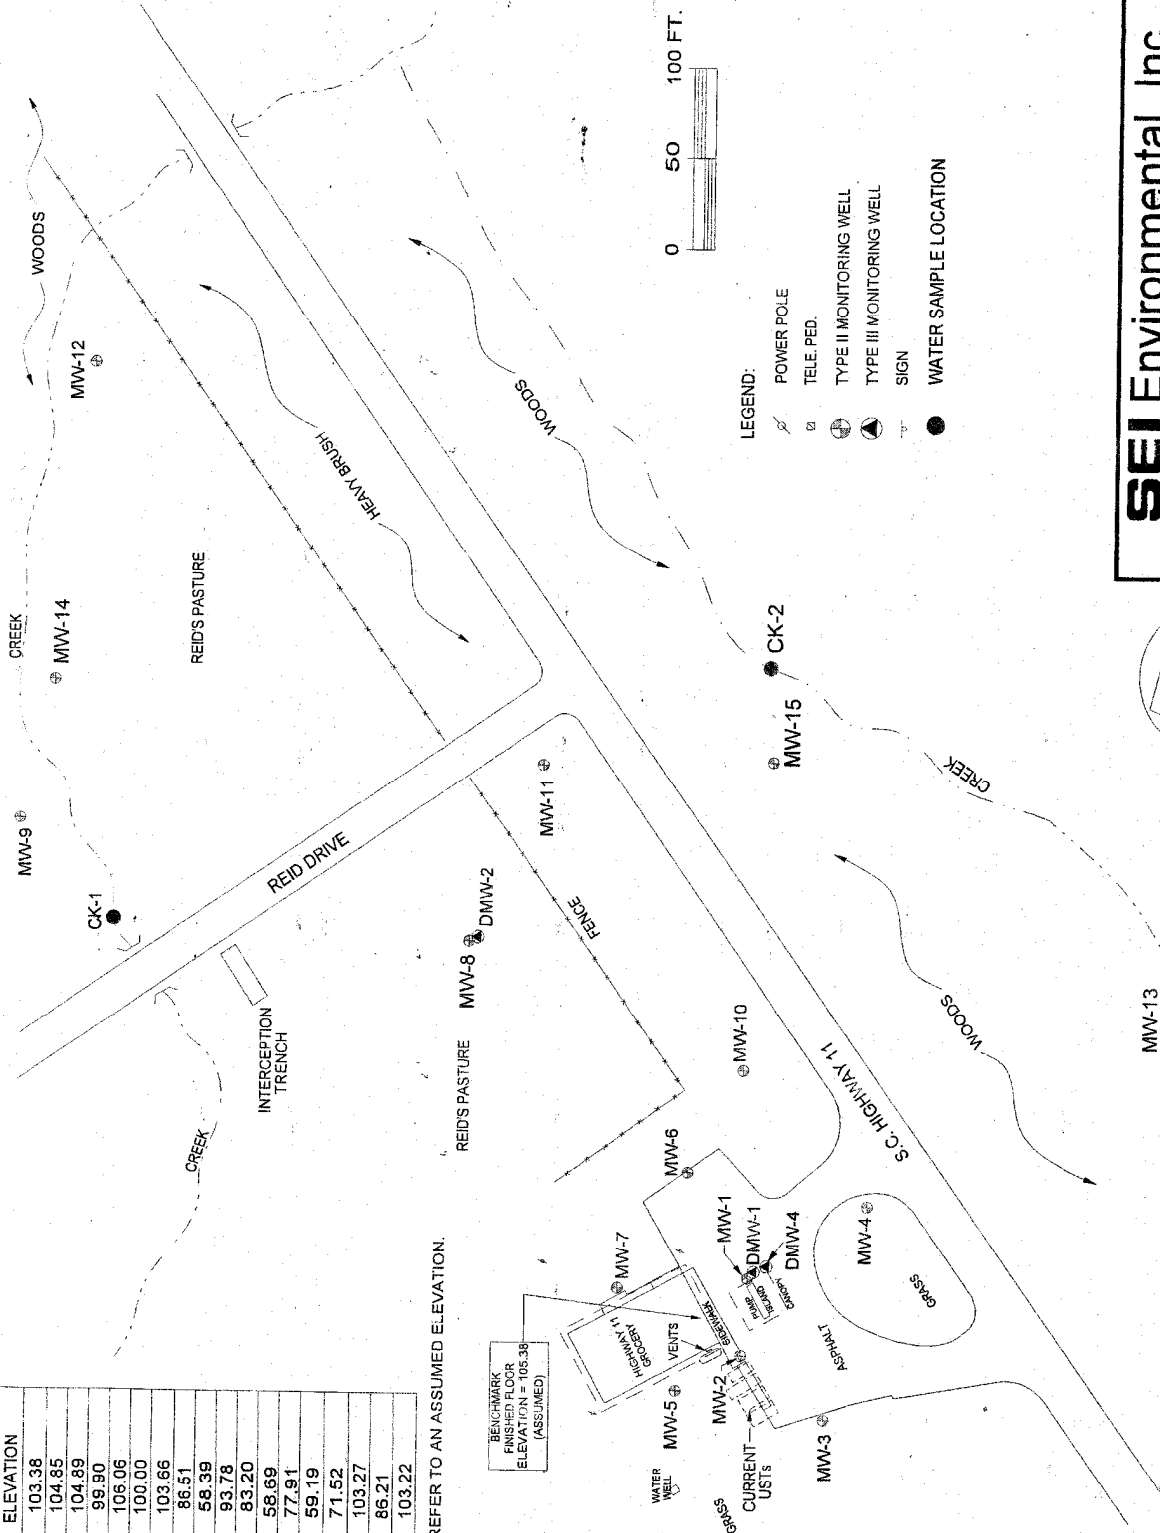 WOODS
CREEK
MW-12
MW-14
MW-9
CK-1
REID'S PASTURE
HEAVY BRUSH
WOODS
REID DRIVE
INTERCEPTION
TRENCH
CREEK
MW-8
DMW-2
MW-11
FENCE
REID'S PASTURE
MW-10
MW-15
CK-2
CREEK
WOODS
MW-13
S.C. HIGHWAY 11
MW-6
MW-7
MW-1
DMW-1
DMW-4
MW-4
GRASS
ASPHALT
PUMP
ISLAND
CANOPY
SIDEWALK
HIGHWAY 11
GROCERY
VENTS
MW-2
MW-5
CURRENT
USTs
MW-3
WATER
WELL
GRASS
BENCHMARK
FINISHED FLOOR
ELEVATION = 105.38
(ASSUMED)
REFER TO AN ASSUMED ELEVATION.
ELEVATION
103.38
104.85
104.89
99.90
106.06
100.00
103.66
86.51
58.39
93.78
83.20
58.69
77.91
59.19
71.52
103.27
86.21
103.22
0 50 100 FT.
LEGEND:
POWER POLE
TELE. PED.
TYPE II MONITORING WELL
TYPE III MONITORING WELL
SIGN
WATER SAMPLE LOCATION
SEI Environmental, Inc